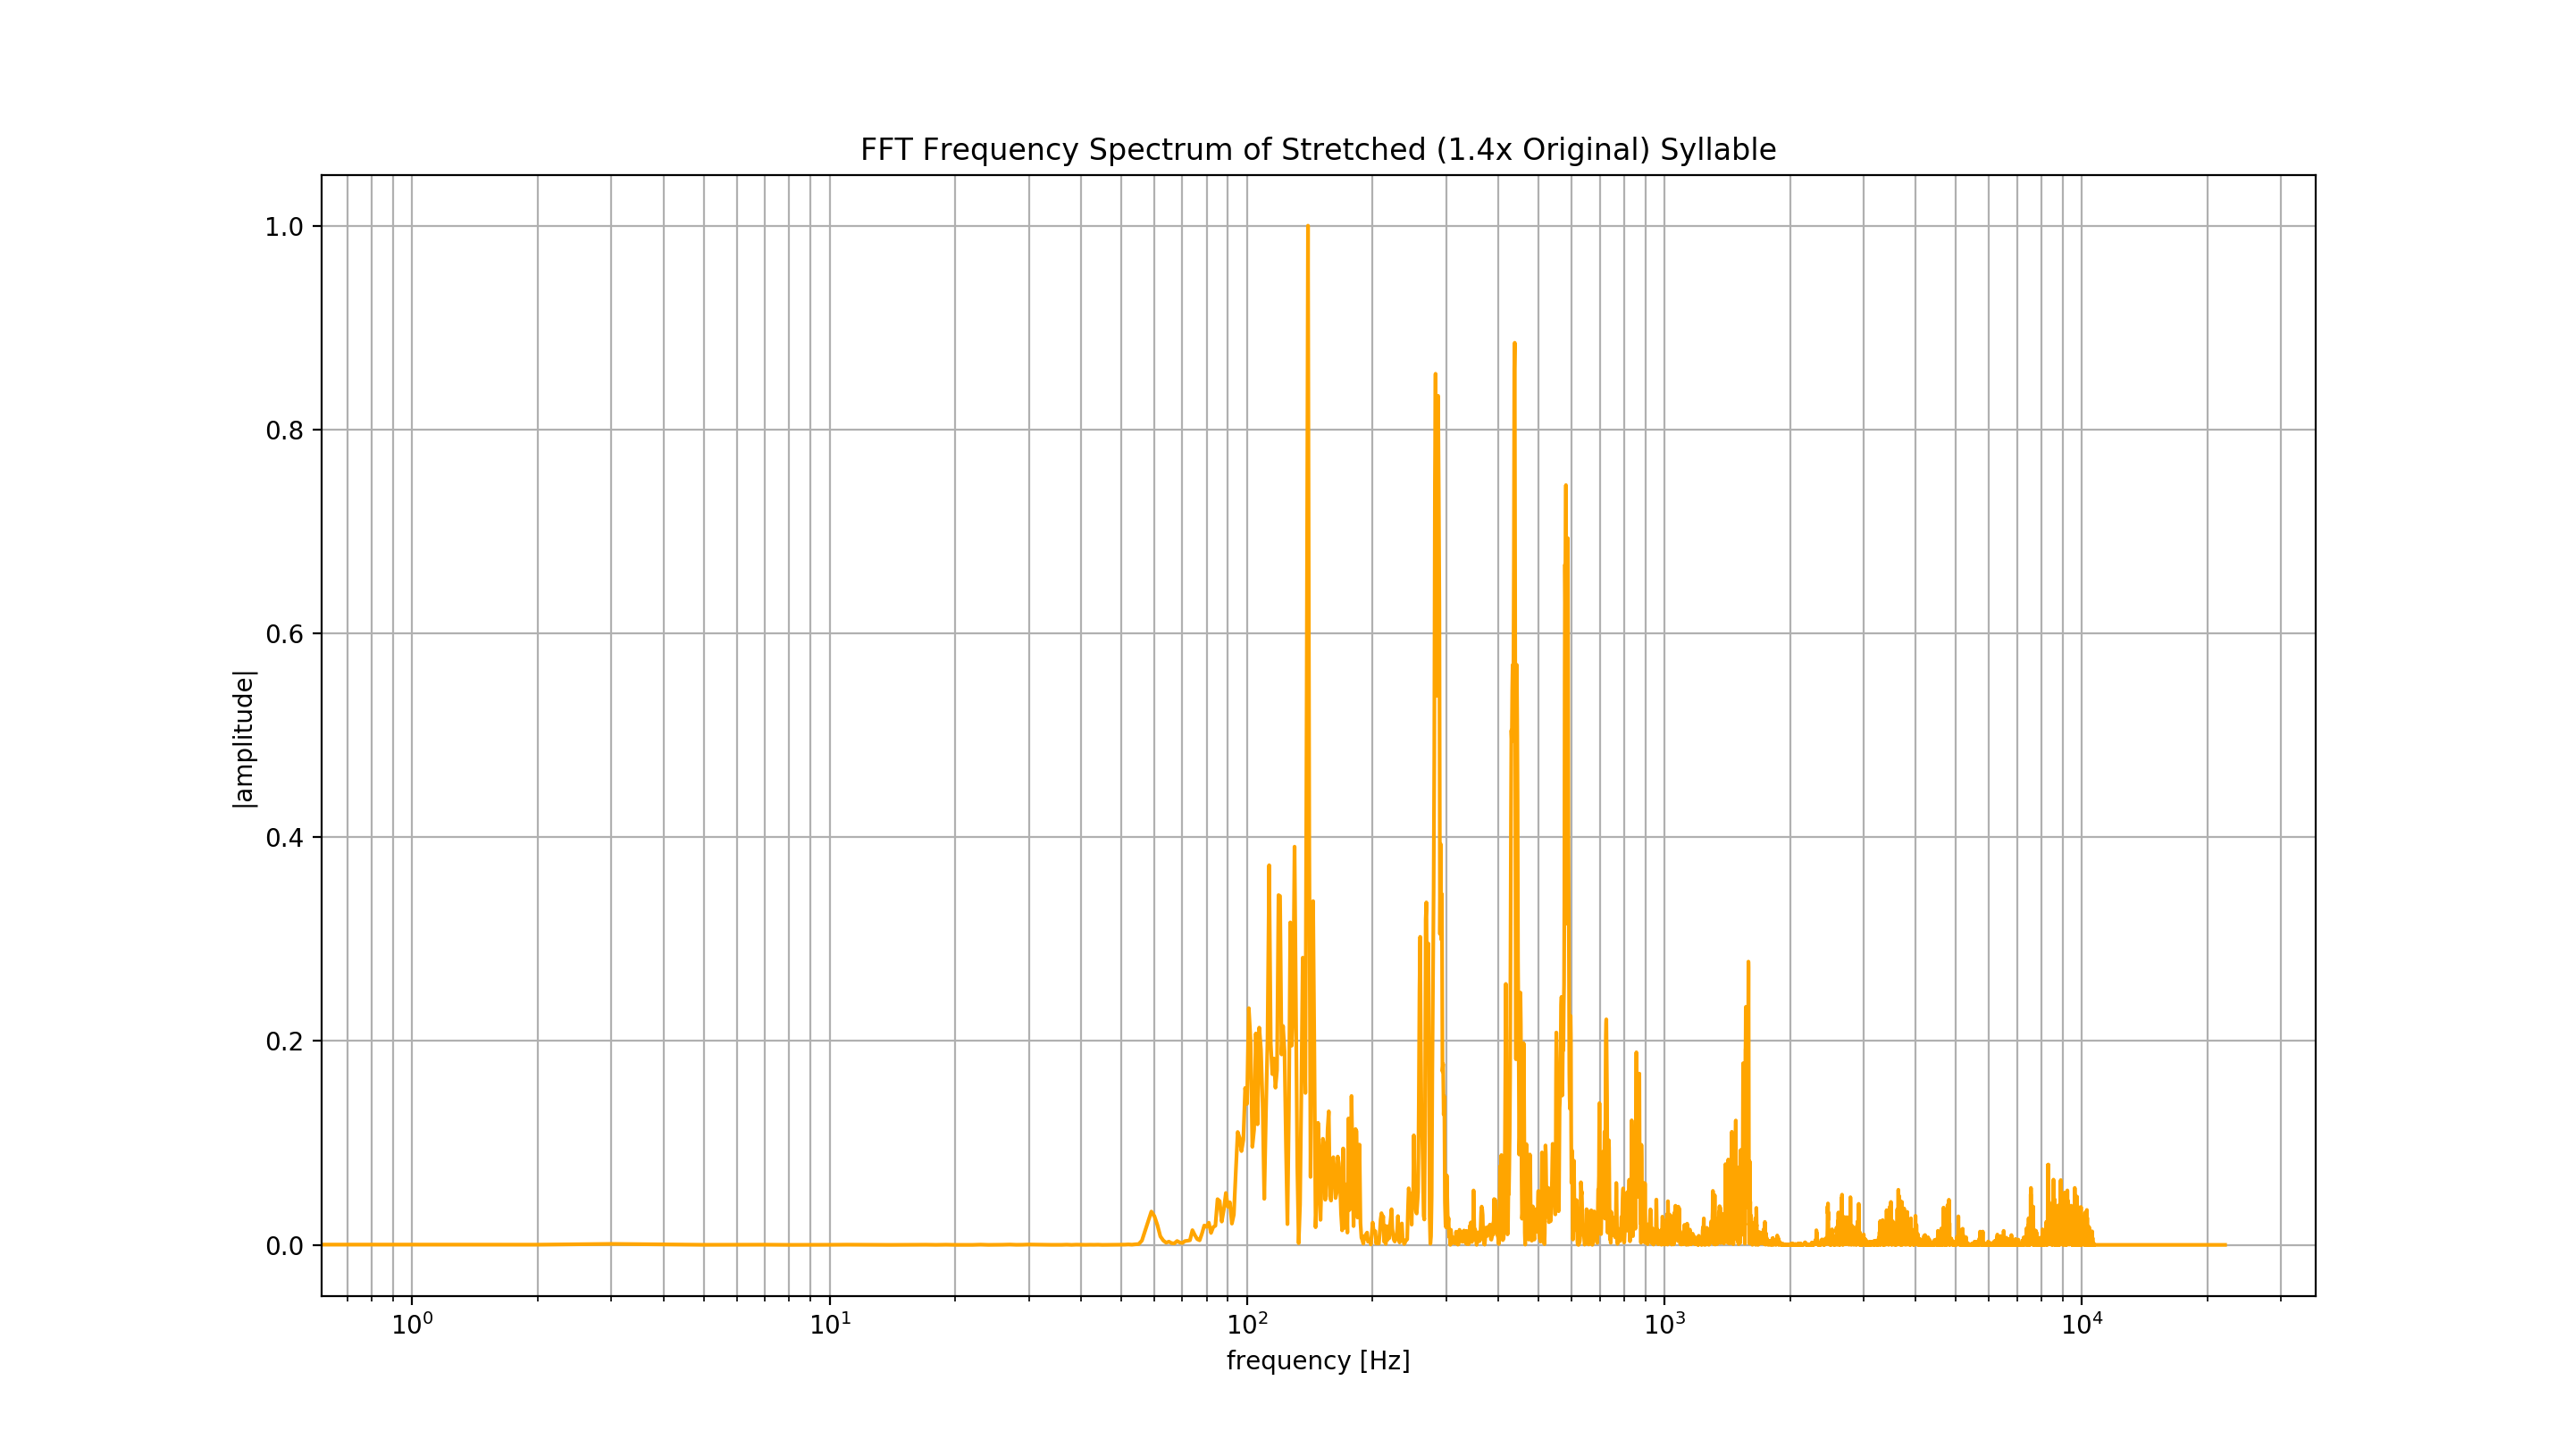 FFT Frequency Spectrum of Stretched (1.4x Original) Syllable
1.0
0.8
0.6
0.4
0.2
0.0
|amplitude|
10⁰ 10¹ 10² 10³ 10⁴
frequency [Hz]